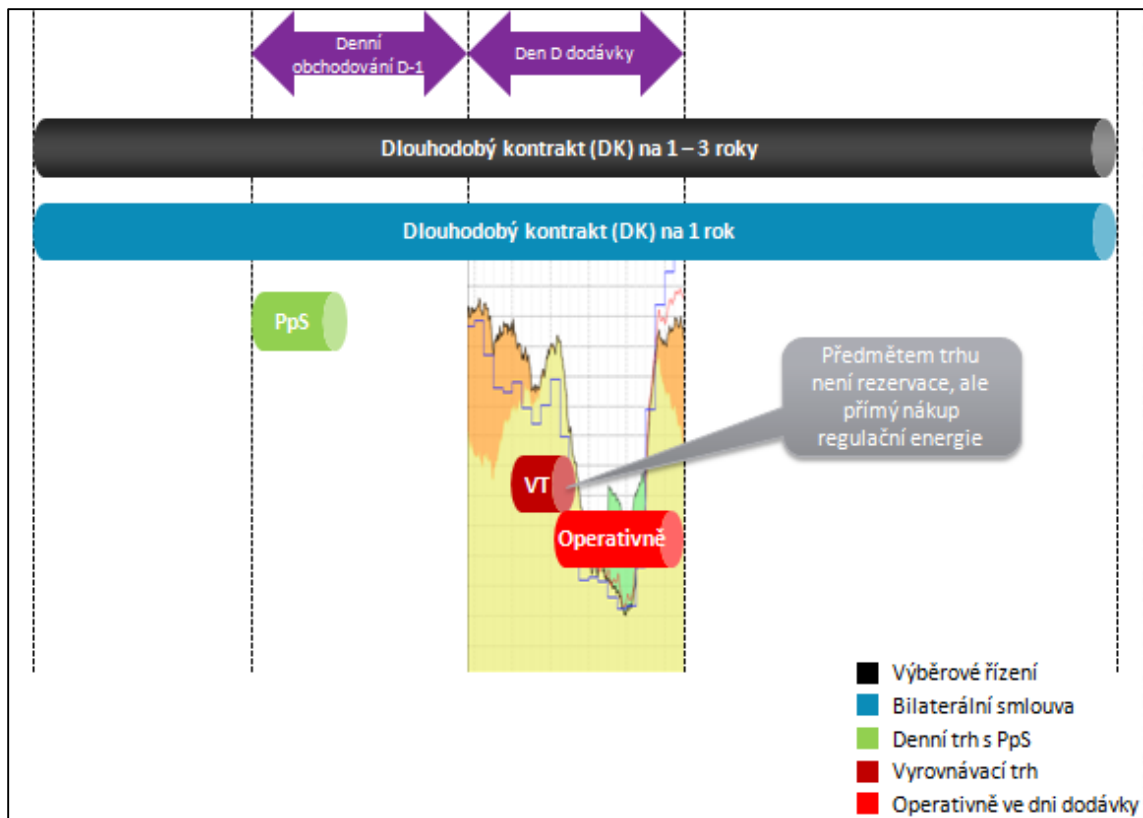 Denní
obchodování D-1
Den D dodávky
Dlouhodobý kontrakt (DK) na 1 – 3 roky
Dlouhodobý kontrakt (DK) na 1 rok
PpS
Předmětem trhu
není rezervace, ale
přímý nákup
regulační energie
VT
Operativně
Výběrové řízení
Bilaterální smlouva
Denní trh s PpS
Vyrovnávací trh
Operativně ve dni dodávky